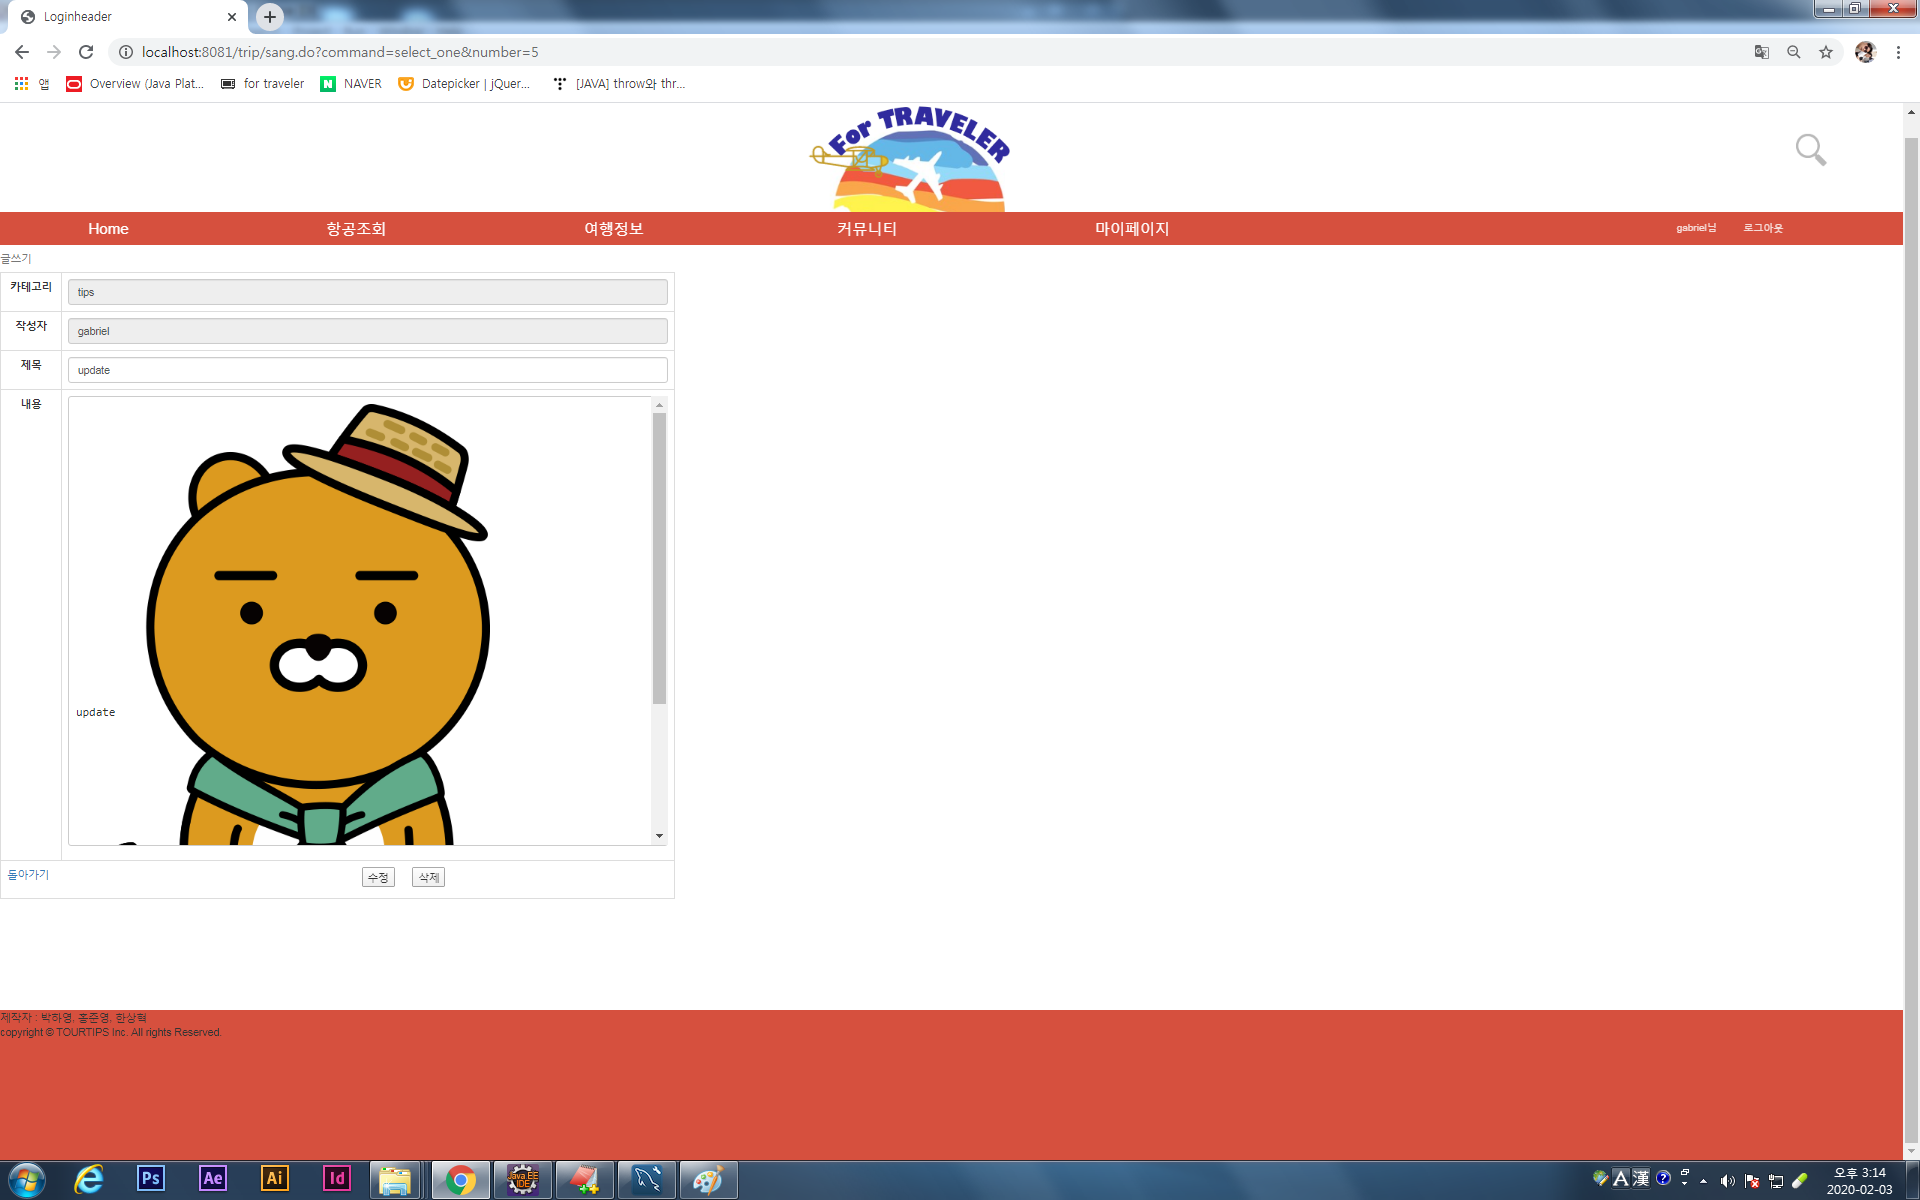 Loginheader
localhost:8081/trip/sang.do?command=select_one&number=5
앱 Overview (Java Plat... for traveler NAVER Datepicker | jQuer... [JAVA] throw와 thr...
For TRAVELER
Home 항공조회 여행정보 커뮤니티 마이페이지 gabriel님 로그아웃
글쓰기
카테고리 tips
작성자 gabriel
제목 update
내용
update
돌아가기 수정 삭제
제작자 : 박하영, 홍준영, 한상혁
copyright © TOURTIPS Inc. All rights Reserved.
Ps Ae Ai Id Java EE IDE A 漢 오후 3:14
2020-02-03